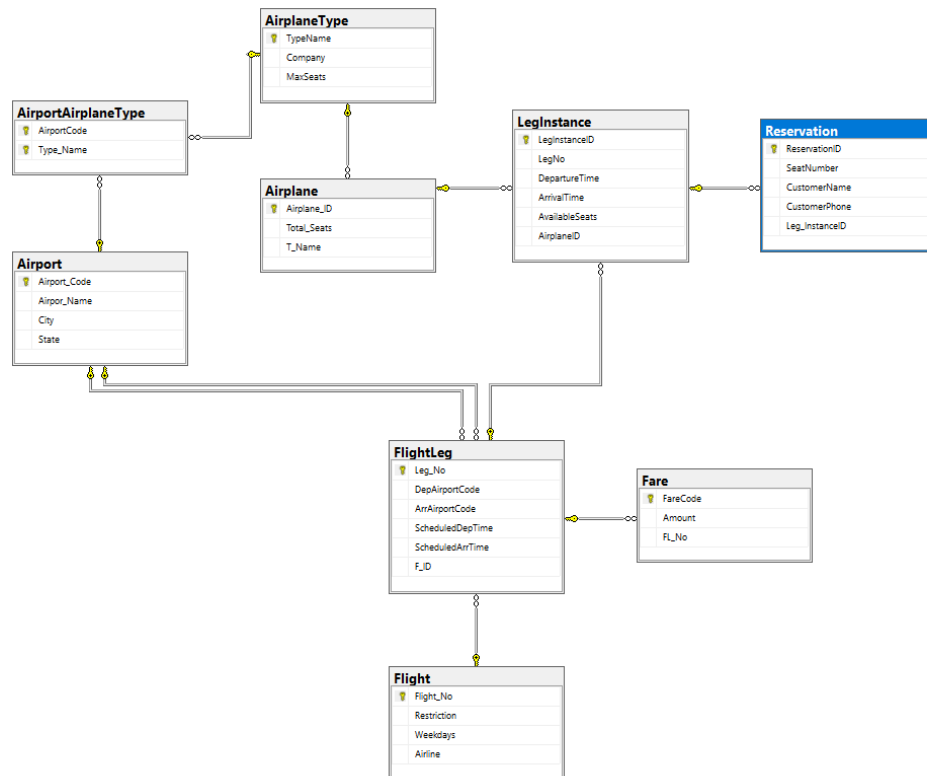 AirplaneType
TypeName
Company
MaxSeats
AirportAirplaneType
AirportCode
Type_Name
LegInstance
LegInstanceID
LegNo
DepartureTime
ArrivalTime
AvailableSeats
AirplaneID
Reservation
ReservationID
SeatNumber
CustomerName
CustomerPhone
Leg_InstanceID
Airplane
Airplane_ID
Total_Seats
T_Name
Airport
Airport_Code
Airpor_Name
City
State
FlightLeg
Leg_No
DepAirportCode
ArrAirportCode
ScheduledDepTime
ScheduledArrTime
F_ID
Fare
FareCode
Amount
FL_No
Flight
Flight_No
Restriction
Weekdays
Airline